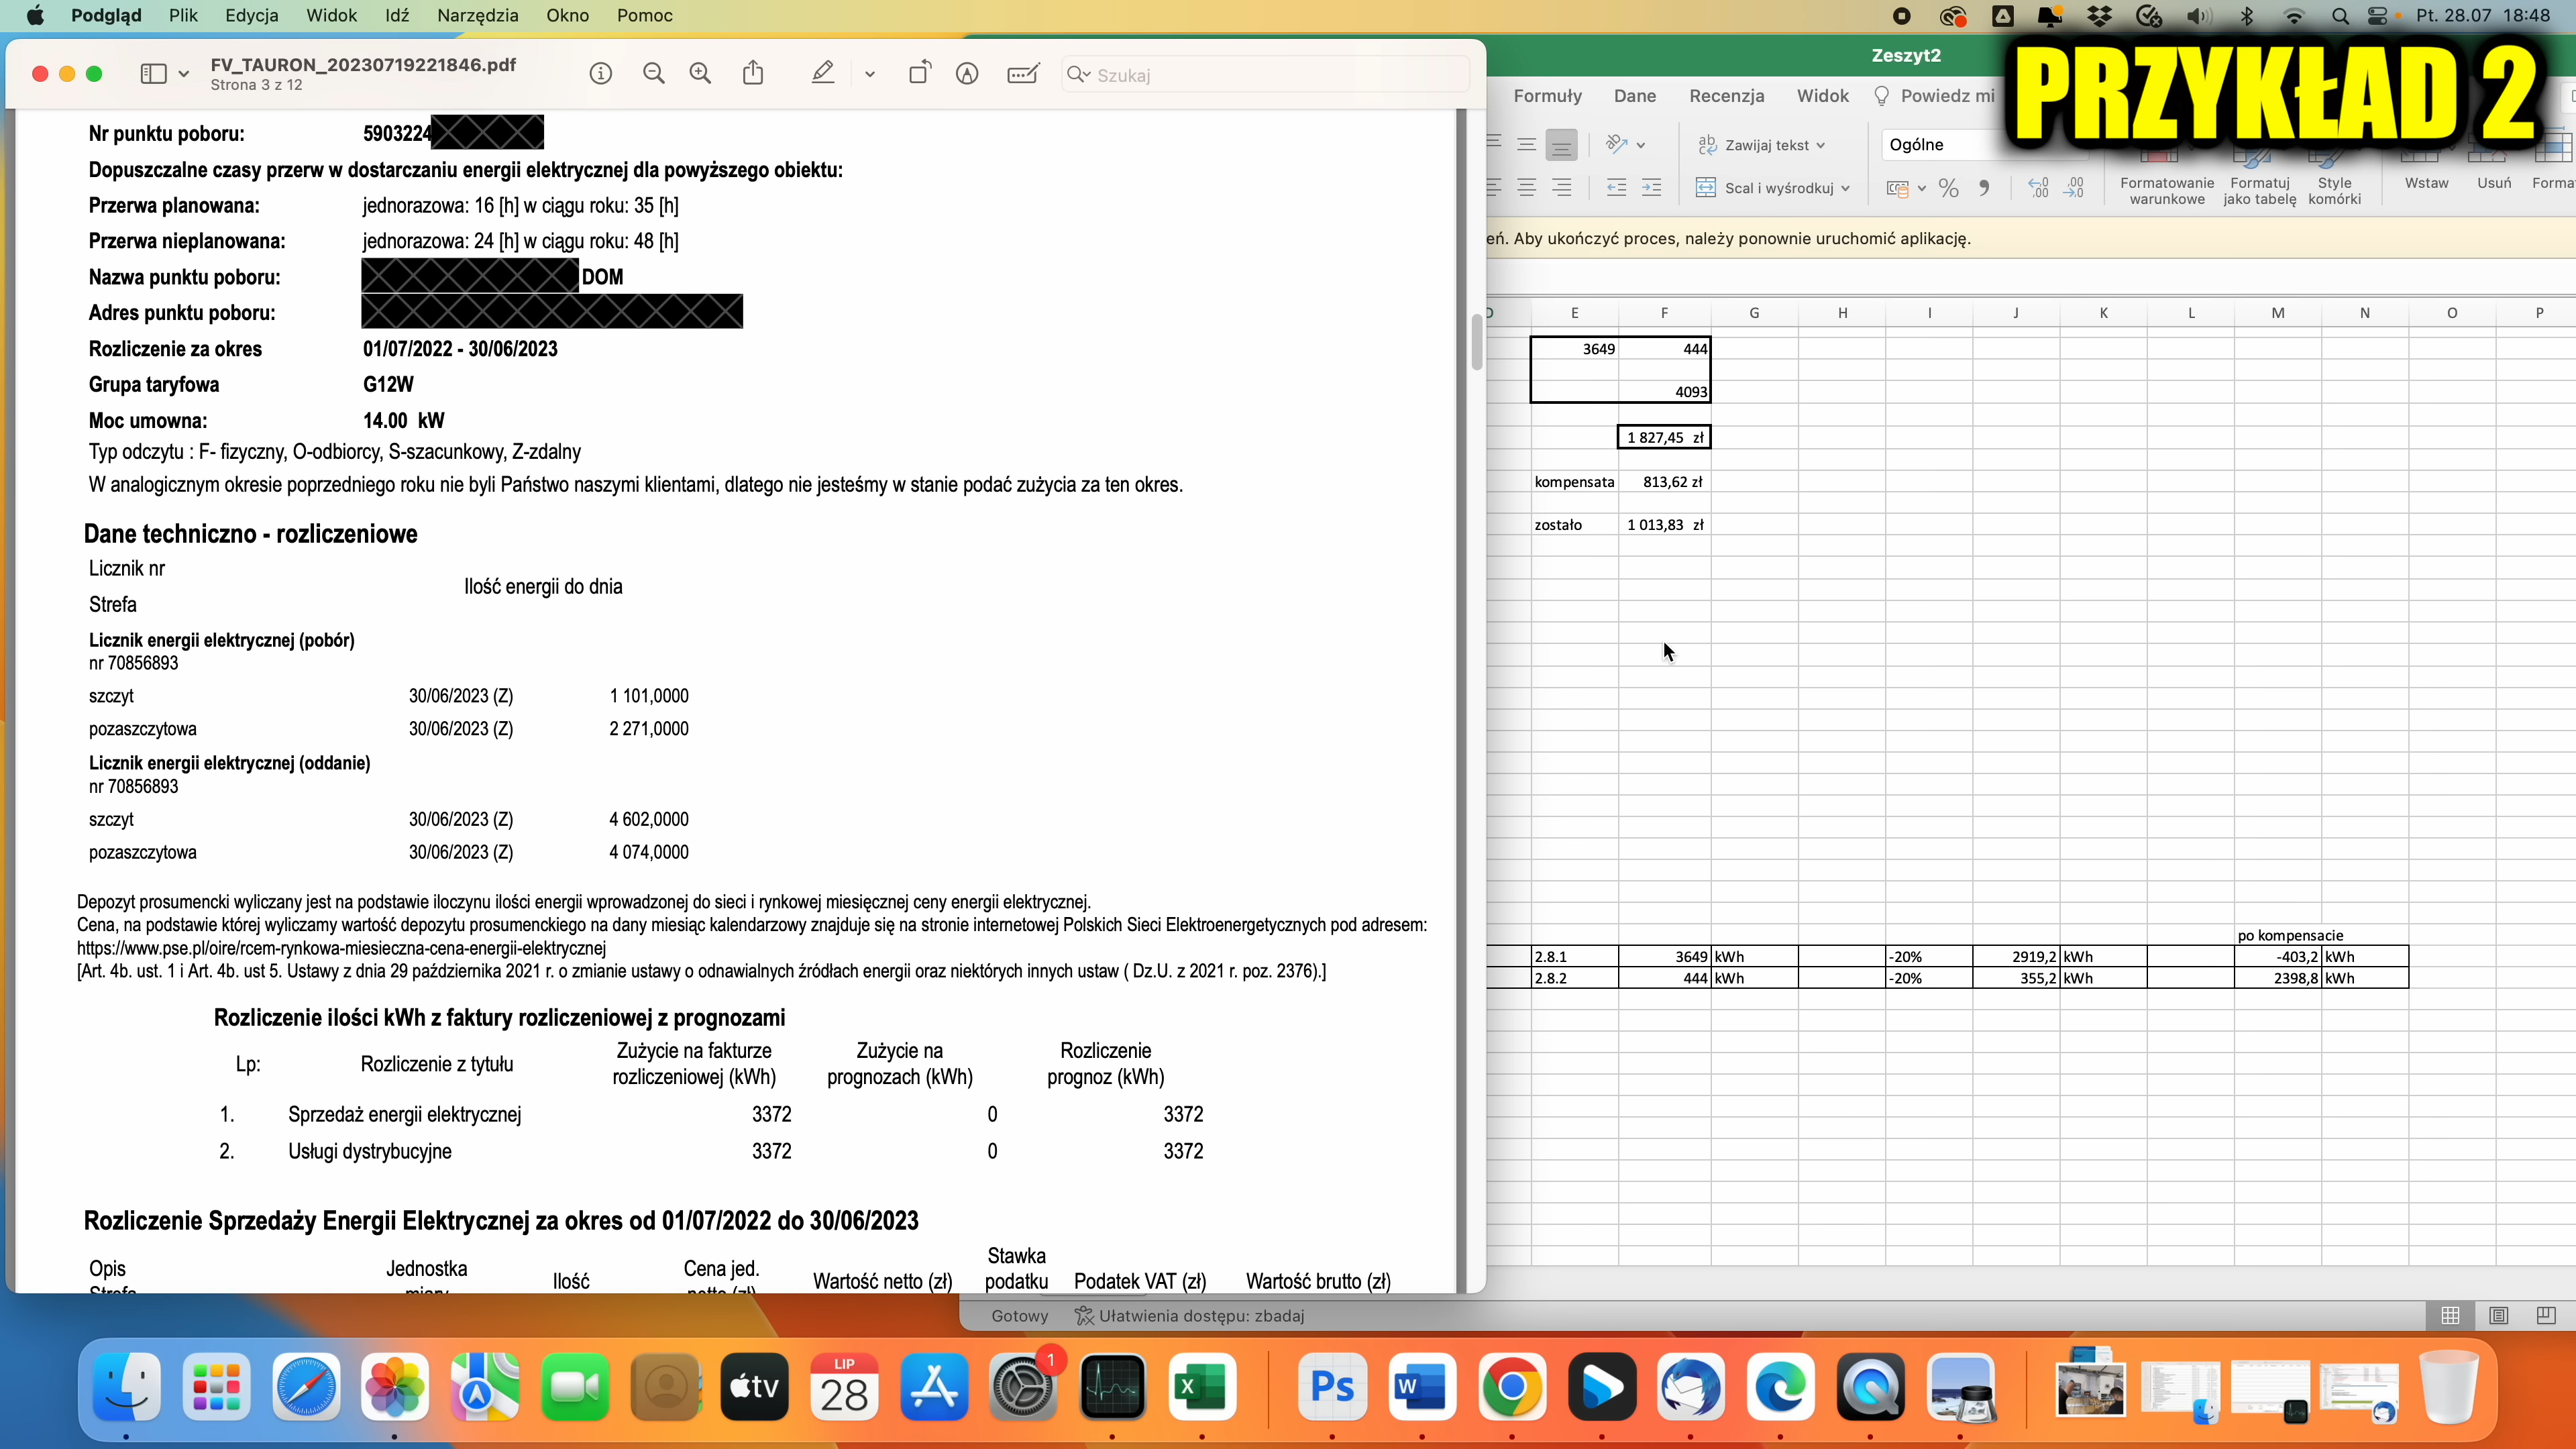 Podgląd Plik Edycja Widok Idź Narzędzia Okno Pomoc
Pt. 28.07 18:48
PRZYKŁAD 2
FV_TAURON_20230719221846.pdf
Strona 3 z 12
Szukaj
Nr punktu poboru: 5903224
Dopuszczalne czasy przerw w dostarczaniu energii elektrycznej dla powyższego obiektu:
Przerwa planowana: jednorazowa: 16 [h] w ciągu roku: 35 [h]
Przerwa nieplanowana: jednorazowa: 24 [h] w ciągu roku: 48 [h]
Nazwa punktu poboru: DOM
Adres punktu poboru:
Rozliczenie za okres 01/07/2022 - 30/06/2023
Grupa taryfowa G12W
Moc umowna: 14.00 kW
Typ odczytu : F- fizyczny, O-odbiorcy, S-szacunkowy, Z-zdalny
W analogicznym okresie poprzedniego roku nie byli Państwo naszymi klientami, dlatego nie jesteśmy w stanie podać zużycia za ten okres.
Dane techniczno - rozliczeniowe
Licznik nr
Ilość energii do dnia
Strefa
Licznik energii elektrycznej (pobór)
nr 70856893
szczyt 30/06/2023 (Z) 1 101,0000
pozaszczytowa 30/06/2023 (Z) 2 271,0000
Licznik energii elektrycznej (oddanie)
nr 70856893
szczyt 30/06/2023 (Z) 4 602,0000
pozaszczytowa 30/06/2023 (Z) 4 074,0000
Depozyt prosumencki wyliczany jest na podstawie iloczynu ilości energii wprowadzonej do sieci i rynkowej miesięcznej ceny energii elektrycznej.
Cena, na podstawie której wyliczamy wartość depozytu prosumenckiego na dany miesiąc kalendarzowy znajduje się na stronie internetowej Polskich Sieci Elektroenergetycznych pod adresem:
https://www.pse.pl/oire/rcem-rynkowa-miesieczna-cena-energii-elektrycznej
[Art. 4b. ust. 1 i Art. 4b. ust 5. Ustawy z dnia 29 października 2021 r. o zmianie ustawy o odnawialnych źródłach energii oraz niektórych innych ustaw ( Dz.U. z 2021 r. poz. 2376).]
Rozliczenie ilości kWh z faktury rozliczeniowej z prognozami
Lp: Rozliczenie z tytułu Zużycie na fakturze rozliczeniowej (kWh) Zużycie na prognozach (kWh) Rozliczenie prognoz (kWh)
1. Sprzedaż energii elektrycznej 3372 0 3372
2. Usługi dystrybucyjne 3372 0 3372
Rozliczenie Sprzedaży Energii Elektrycznej za okres od 01/07/2022 do 30/06/2023
Opis Jednostka Ilość Cena jed. Wartość netto (zł) Stawka podatku Podatek VAT (zł) Wartość brutto (zł)
Strefa miary netto (zł)
Zeszyt2
Formuły Dane Recenzja Widok Powiedz mi
Zawijaj tekst
Ogólne
Scal i wyśrodkuj
Formatowanie warunkowe
Formatuj jako tabelę
Style komórki
Wstaw
Usuń
Aby ukończyć proces, należy ponownie uruchomić aplikację.
E F G H I J K L M N O P
3649 444
4093
1 827,45 zł
kompensata 813,62 zł
zostało 1 013,83 zł
po kompensacie
2.8.1 3649 kWh -20% 2919,2 kWh -403,2 kWh
2.8.2 444 kWh -20% 355,2 kWh 2398,8 kWh
Gotowy Ułatwienia dostępu: zbadaj
tv
LIP
28
1
X
Ps
W